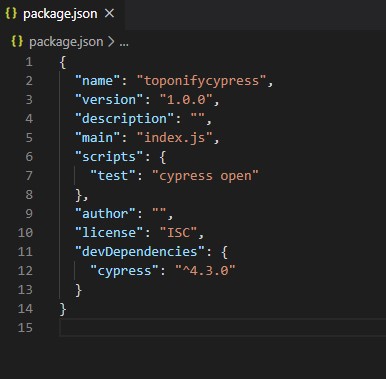 {} package.json ×
{} package.json > ...
1 {
2 "name": "toponifycypress",
3 "version": "1.0.0",
4 "description": "",
5 "main": "index.js",
6 "scripts": {
7 "test": "cypress open"
8 },
9 "author": "",
10 "license": "ISC",
11 "devDependencies": {
12 "cypress": "^4.3.0"
13 }
14 }
15